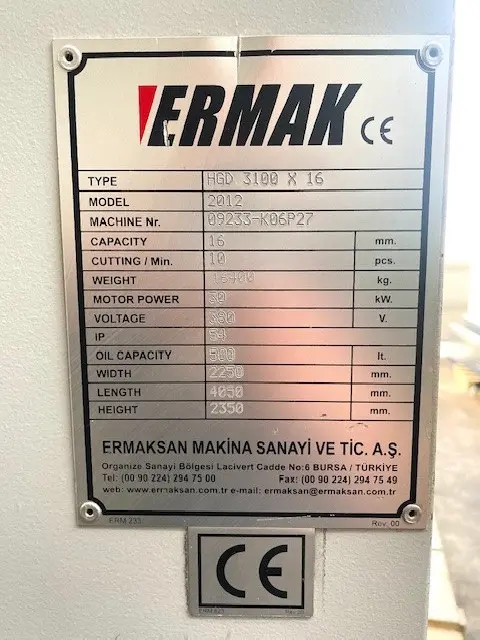 ERMAK CE
TYPE HGD 3100 X 16
MODEL 2012
MACHINE Nr. 09233-K06P27
CAPACITY 16 mm.
CUTTING / Min. 10 pcs.
WEIGHT kg.
MOTOR POWER kW.
VOLTAGE 380 V.
IP 54
OIL CAPACITY lt.
WIDTH 2250 mm.
LENGTH 4050 mm.
HEIGHT 2350 mm.
ERMAKSAN MAKİNA SANAYİ VE TİC. A.Ş.
Organize Sanayi Bölgesi Lacivert Cadde No:6 BURSA / TÜRKİYE
Tel: (00 90 224) 294 75 00 Fax: (00 90 224) 294 75 49
web: www.ermaksan.com.tr e-mail: ermaksan@ermaksan.com.tr
ERM 233 Rev. 00
CE